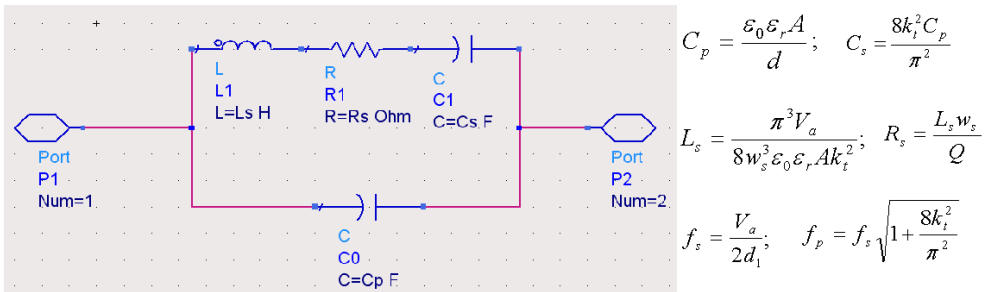 L
L1
L=Ls H
R
R1
R=Rs Ohm
C
C1
C=Cs F
Port
P1
Num=1
Port
P2
Num=2
C
C0
C=Cp F
C_p = ε_0 ε_r A / d ; C_s = 8k_t^2 C_p / π^2
L_s = π^3 V_a / 8w_s^3 ε_0 ε_r A k_t^2 ; R_s = L_s w_s / Q
f_s = V_a / 2d_1 ; f_p = f_s √(1 + 8k_t^2 / π^2)